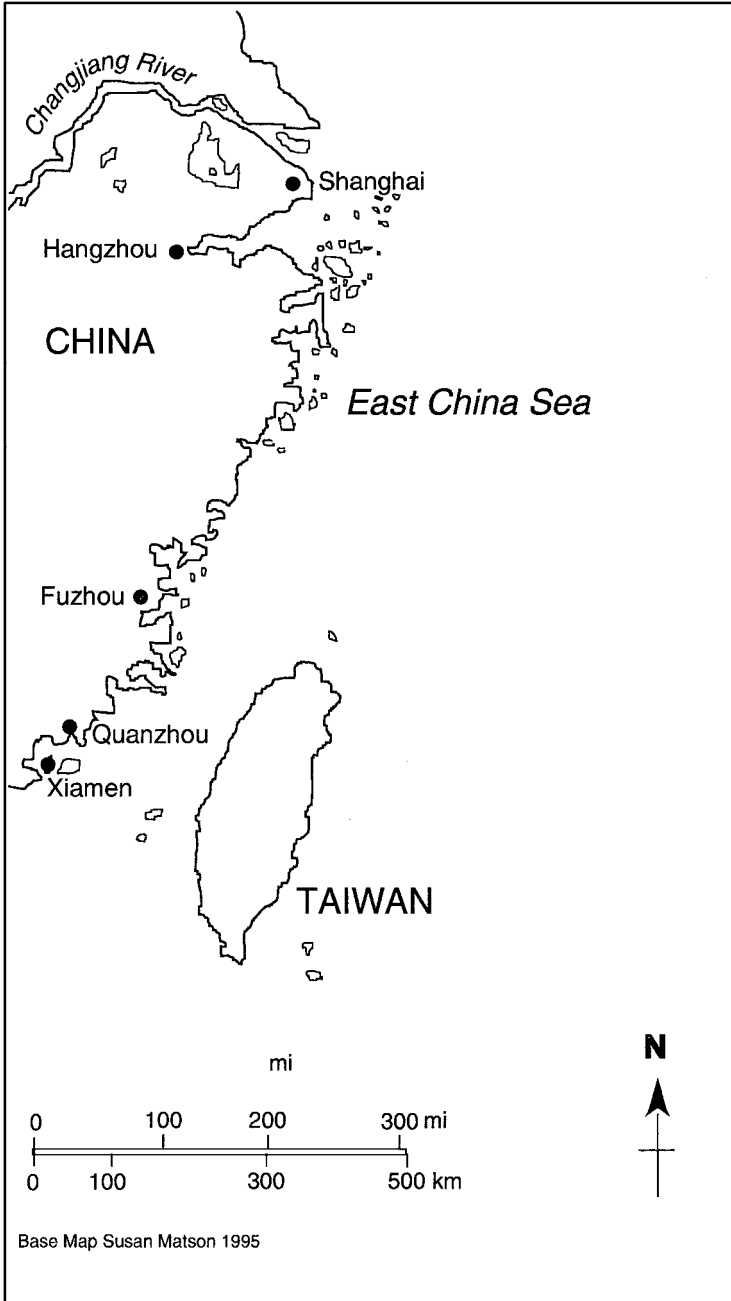 Changjiang River
Shanghai
Hangzhou
CHINA
East China Sea
Fuzhou
Quanzhou
Xiamen
TAIWAN
N
mi
0 100 200 300 mi
0 100 300 500 km
Base Map Susan Matson 1995